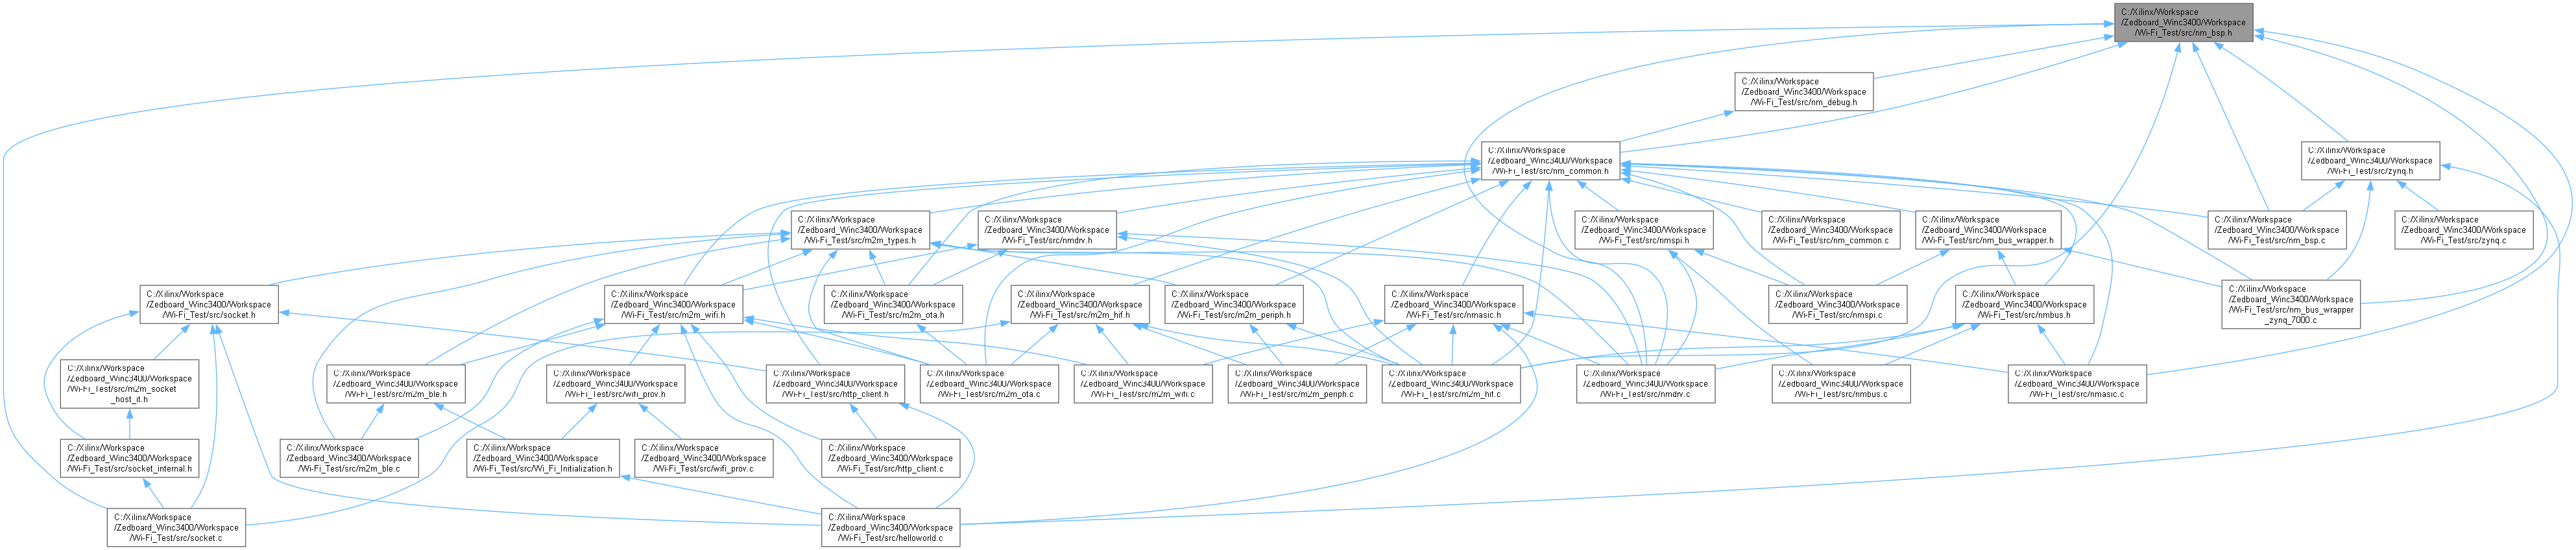 C:/Xilinx/Workspace
/Zedboard_Winc3400/Workspace
/Wi-Fi_Test/src/nm_bsp.h
C:/Xilinx/Workspace
/Zedboard_Winc3400/Workspace
/Wi-Fi_Test/src/nm_debug.h
C:/Xilinx/Workspace
/Zedboard_Winc3400/Workspace
/Wi-Fi_Test/src/nm_common.h
C:/Xilinx/Workspace
/Zedboard_Winc3400/Workspace
/Wi-Fi_Test/src/zynq.h
C:/Xilinx/Workspace
/Zedboard_Winc3400/Workspace
/Wi-Fi_Test/src/m2m_types.h
C:/Xilinx/Workspace
/Zedboard_Winc3400/Workspace
/Wi-Fi_Test/src/nmdrv.h
C:/Xilinx/Workspace
/Zedboard_Winc3400/Workspace
/Wi-Fi_Test/src/nmspi.h
C:/Xilinx/Workspace
/Zedboard_Winc3400/Workspace
/Wi-Fi_Test/src/nm_common.c
C:/Xilinx/Workspace
/Zedboard_Winc3400/Workspace
/Wi-Fi_Test/src/nm_bus_wrapper.h
C:/Xilinx/Workspace
/Zedboard_Winc3400/Workspace
/Wi-Fi_Test/src/nm_bsp.c
C:/Xilinx/Workspace
/Zedboard_Winc3400/Workspace
/Wi-Fi_Test/src/zynq.c
C:/Xilinx/Workspace
/Zedboard_Winc3400/Workspace
/Wi-Fi_Test/src/socket.h
C:/Xilinx/Workspace
/Zedboard_Winc3400/Workspace
/Wi-Fi_Test/src/m2m_wifi.h
C:/Xilinx/Workspace
/Zedboard_Winc3400/Workspace
/Wi-Fi_Test/src/m2m_ota.h
C:/Xilinx/Workspace
/Zedboard_Winc3400/Workspace
/Wi-Fi_Test/src/m2m_hif.h
C:/Xilinx/Workspace
/Zedboard_Winc3400/Workspace
/Wi-Fi_Test/src/m2m_periph.h
C:/Xilinx/Workspace
/Zedboard_Winc3400/Workspace
/Wi-Fi_Test/src/nmasic.h
C:/Xilinx/Workspace
/Zedboard_Winc3400/Workspace
/Wi-Fi_Test/src/nmspi.c
C:/Xilinx/Workspace
/Zedboard_Winc3400/Workspace
/Wi-Fi_Test/src/nmbus.h
C:/Xilinx/Workspace
/Zedboard_Winc3400/Workspace
/Wi-Fi_Test/src/nm_bus_wrapper
_zynq_7000.c
C:/Xilinx/Workspace
/Zedboard_Winc3400/Workspace
/Wi-Fi_Test/src/m2m_socket
_host_if.h
C:/Xilinx/Workspace
/Zedboard_Winc3400/Workspace
/Wi-Fi_Test/src/m2m_ble.h
C:/Xilinx/Workspace
/Zedboard_Winc3400/Workspace
/Wi-Fi_Test/src/wifi_prov.h
C:/Xilinx/Workspace
/Zedboard_Winc3400/Workspace
/Wi-Fi_Test/src/http_client.h
C:/Xilinx/Workspace
/Zedboard_Winc3400/Workspace
/Wi-Fi_Test/src/m2m_ota.c
C:/Xilinx/Workspace
/Zedboard_Winc3400/Workspace
/Wi-Fi_Test/src/m2m_wifi.c
C:/Xilinx/Workspace
/Zedboard_Winc3400/Workspace
/Wi-Fi_Test/src/m2m_periph.c
C:/Xilinx/Workspace
/Zedboard_Winc3400/Workspace
/Wi-Fi_Test/src/m2m_hif.c
C:/Xilinx/Workspace
/Zedboard_Winc3400/Workspace
/Wi-Fi_Test/src/nmdrv.c
C:/Xilinx/Workspace
/Zedboard_Winc3400/Workspace
/Wi-Fi_Test/src/nmbus.c
C:/Xilinx/Workspace
/Zedboard_Winc3400/Workspace
/Wi-Fi_Test/src/nmasic.c
C:/Xilinx/Workspace
/Zedboard_Winc3400/Workspace
/Wi-Fi_Test/src/socket_internal.h
C:/Xilinx/Workspace
/Zedboard_Winc3400/Workspace
/Wi-Fi_Test/src/m2m_ble.c
C:/Xilinx/Workspace
/Zedboard_Winc3400/Workspace
/Wi-Fi_Test/src/Wi_Fi_Initialization.h
C:/Xilinx/Workspace
/Zedboard_Winc3400/Workspace
/Wi-Fi_Test/src/wifi_prov.c
C:/Xilinx/Workspace
/Zedboard_Winc3400/Workspace
/Wi-Fi_Test/src/http_client.c
C:/Xilinx/Workspace
/Zedboard_Winc3400/Workspace
/Wi-Fi_Test/src/socket.c
C:/Xilinx/Workspace
/Zedboard_Winc3400/Workspace
/Wi-Fi_Test/src/helloworld.c